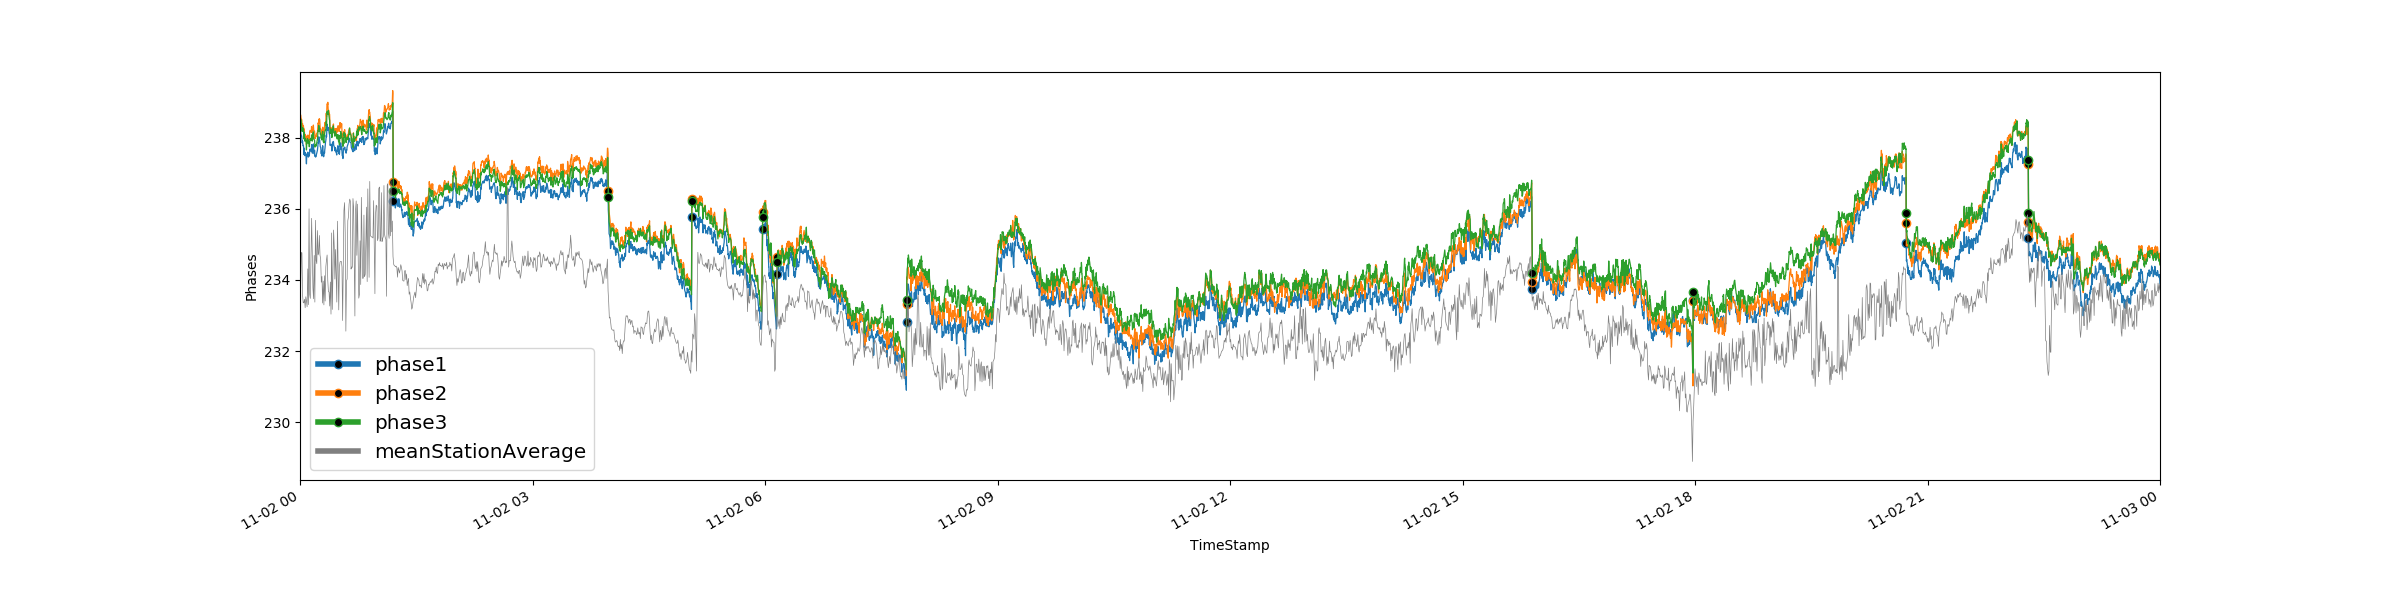 Phases
238
236
234
232
230
phase1
phase2
phase3
meanStationAverage
11-02 00
11-02 03
11-02 06
11-02 09
11-02 12
11-02 15
11-02 18
11-02 21
11-03 00
TimeStamp